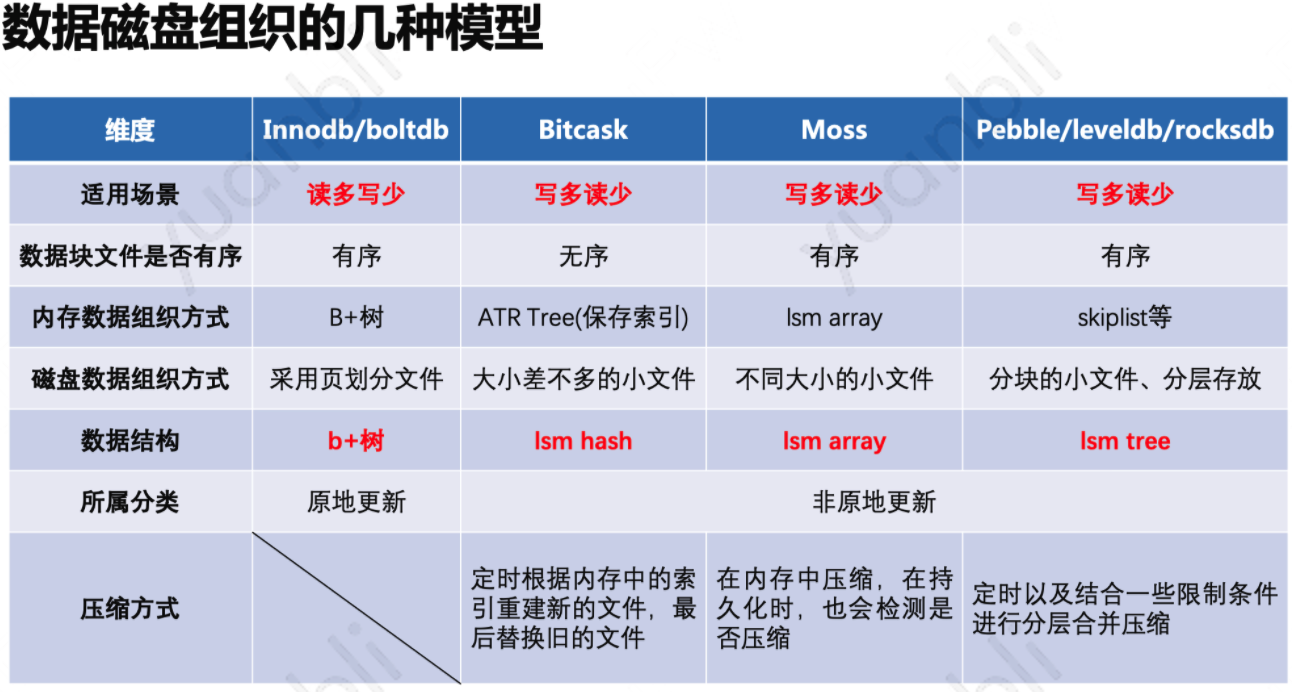 数据磁盘组织的几种模型
维度 Innodb/boltdb Bitcask Moss Pebble/leveldb/rocksdb
适用场景 读多写少 写多读少 写多读少 写多读少
数据块文件是否有序 有序 无序 有序 有序
内存数据组织方式 B+树 ATR Tree(保存索引) lsm array skiplist等
磁盘数据组织方式 采用页划分文件 大小差不多的小文件 不同大小的小文件 分块的小文件、分层存放
数据结构 b+树 lsm hash lsm array lsm tree
所属分类 原地更新 非原地更新
压缩方式
定时根据内存中的索
引重建新的文件，最
后替换旧的文件
在内存中压缩，在持
久化时，也会检测是
否压缩
定时以及结合一些限制条件
进行分层合并压缩
yuanbli
yuanbli